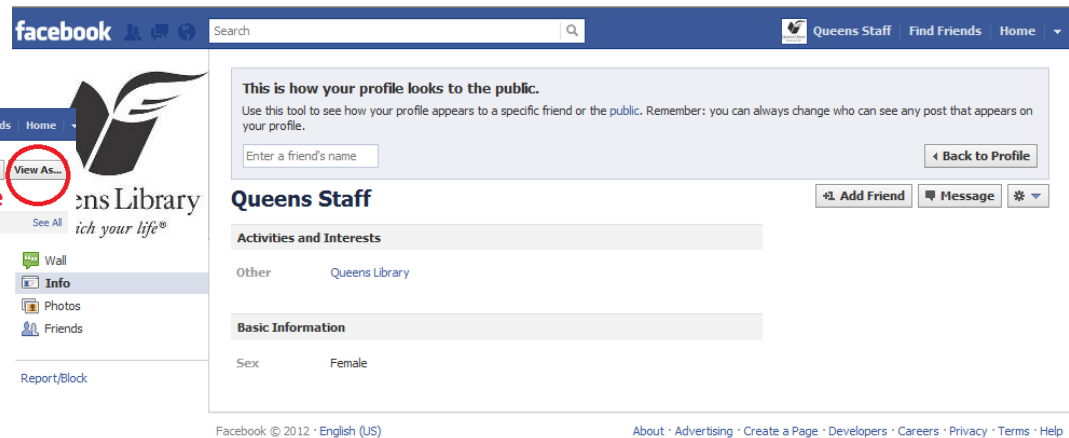 facebook
Search
Queens Staff
Find Friends
Home
This is how your profile looks to the public.
Use this tool to see how your profile appears to a specific friend or the public. Remember: you can always change who can see any post that appears on
your profile.
Enter a friend's name
Back to Profile
Home
View As...
See All
ens Library
ich your life®
Wall
Info
Photos
Friends
Report/Block
Queens Staff
+1 Add Friend
Message
Activities and Interests
Other
Queens Library
Basic Information
Sex
Female
Facebook © 2012 · English (US)
About · Advertising · Create a Page · Developers · Careers · Privacy · Terms · Help